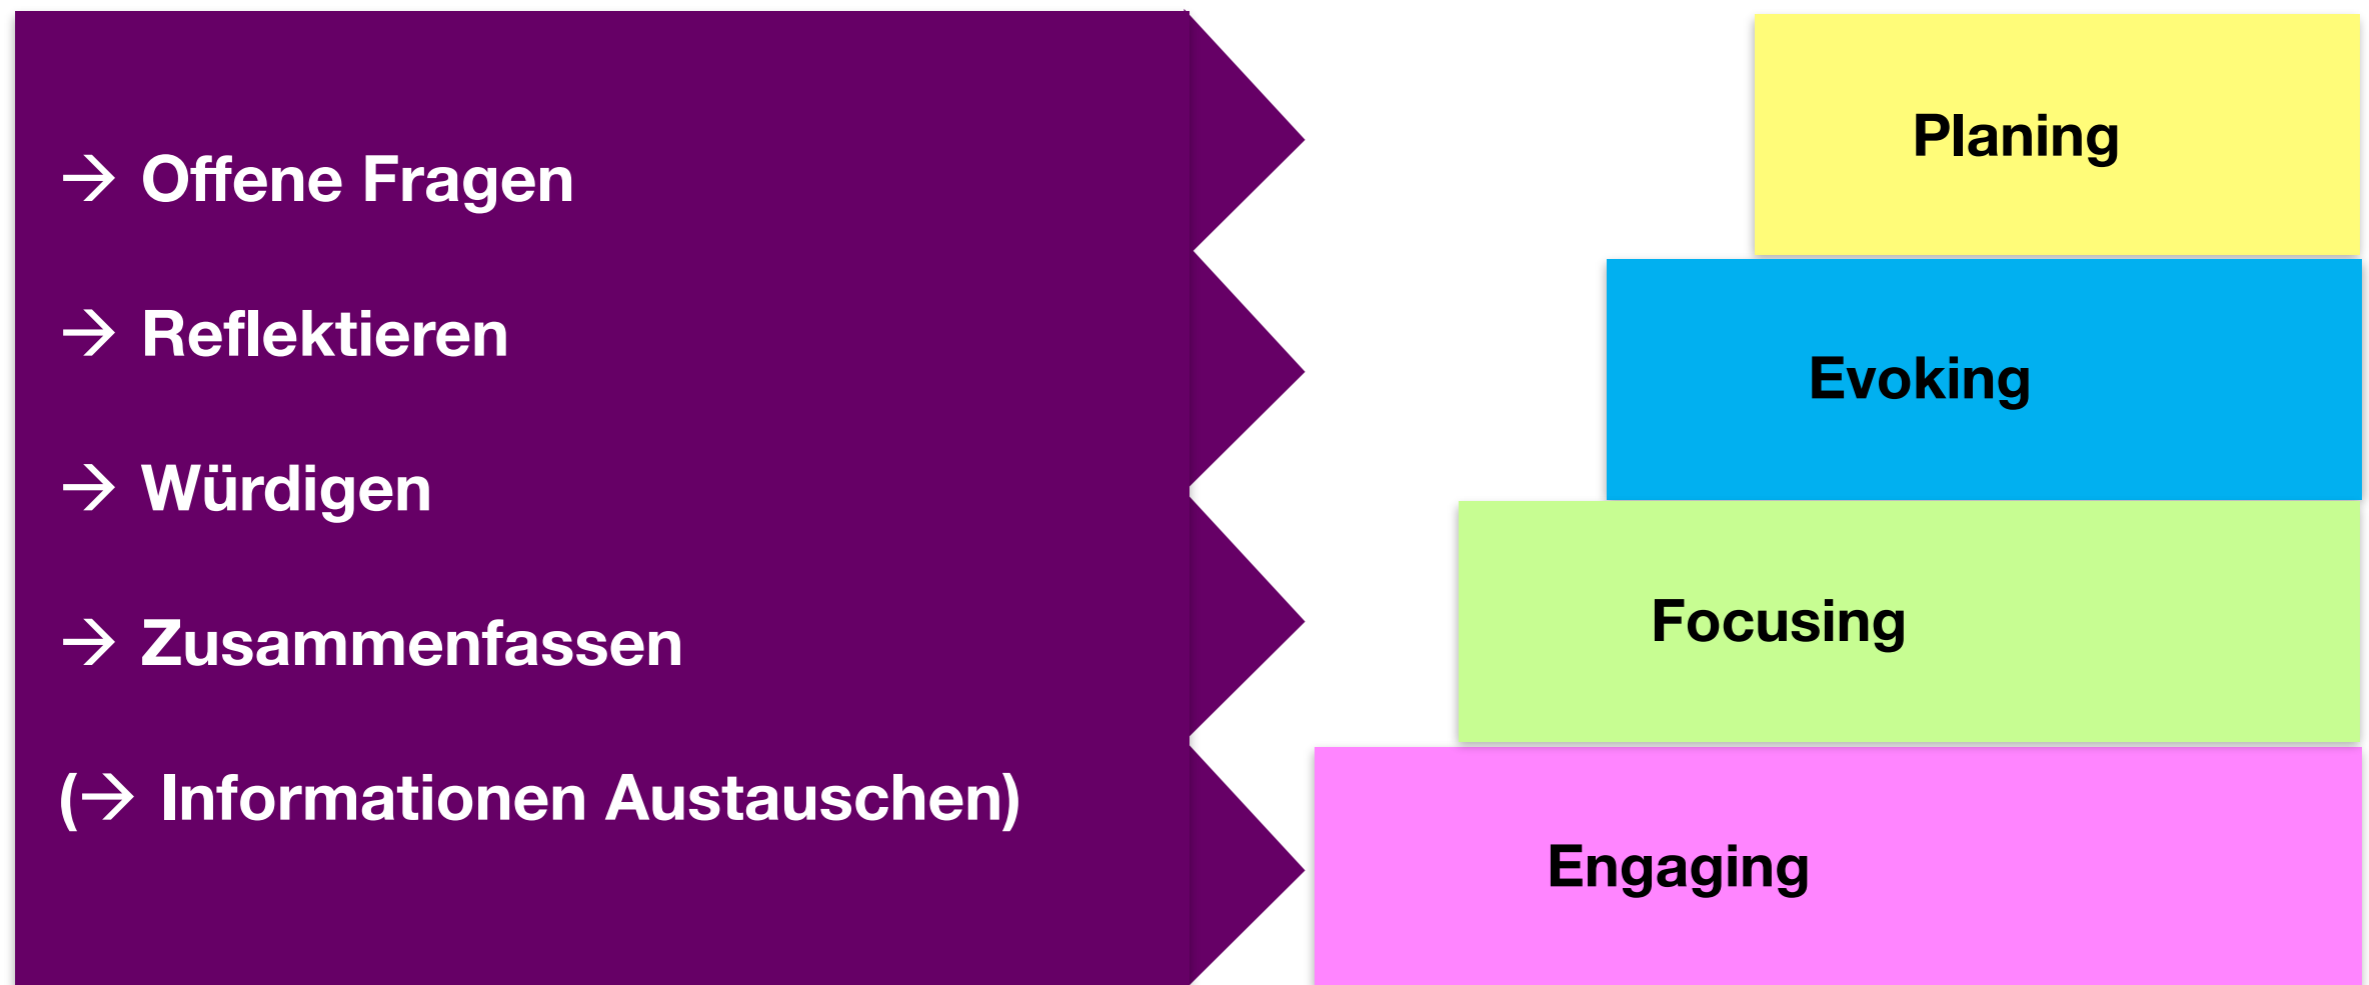 → Offene Fragen
→ Reflektieren
→ Würdigen
→ Zusammenfassen
(→ Informationen Austauschen)
Planing
Evoking
Focusing
Engaging